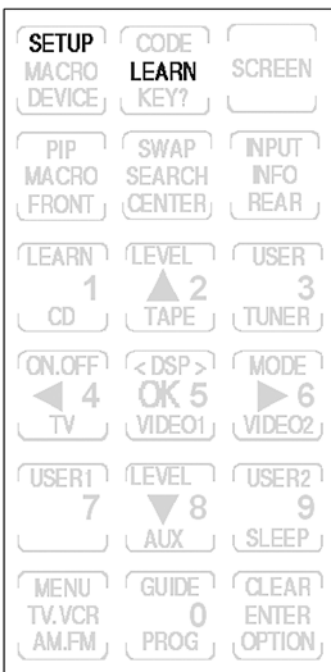 SETUP CODE
MACRO LEARN SCREEN
DEVICE KEY?
PIP SWAP INPUT
MACRO SEARCH INFO
FRONT CENTER REAR
LEARN LEVEL USER
1 ▲ 2 3
CD TAPE TUNER
ON.OFF <DSP> MODE
◀ 4 OK 5 ▶ 6
TV VIDEO1 VIDEO2
USER1 LEVEL USER2
7 ▼ 8 9
AUX SLEEP
MENU GUIDE CLEAR
TV.VCR 0 ENTER
AM.FM PROG OPTION